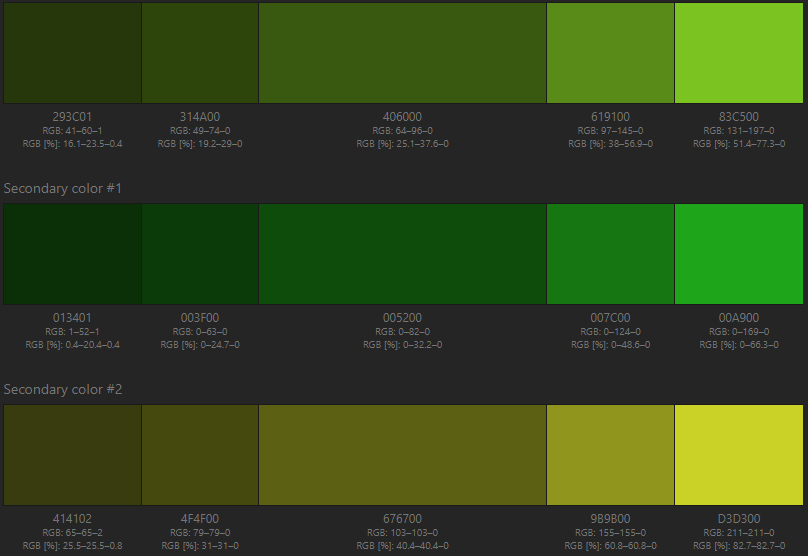 293C01 314A00 406000 619100 83C500
RGB: 41–60–1 RGB: 49–74–0 RGB: 64–96–0 RGB: 97–145–0 RGB: 131–197–0
RGB [%]: 16.1–23.5–0.4 RGB [%]: 19.2–29–0 RGB [%]: 25.1–37.6–0 RGB [%]: 38–56.9–0 RGB [%]: 51.4–77.3–0
Secondary color #1
013401 003F00 005200 007C00 00A900
RGB: 1–52–1 RGB: 0–63–0 RGB: 0–82–0 RGB: 0–124–0 RGB: 0–169–0
RGB [%]: 0.4–20.4–0.4 RGB [%]: 0–24.7–0 RGB [%]: 0–32.2–0 RGB [%]: 0–48.6–0 RGB [%]: 0–66.3–0
Secondary color #2
414102 4F4F00 676700 9B9B00 D3D300
RGB: 65–65–2 RGB: 79–79–0 RGB: 103–103–0 RGB: 155–155–0 RGB: 211–211–0
RGB [%]: 25.5–25.5–0.8 RGB [%]: 31–31–0 RGB [%]: 40.4–40.4–0 RGB [%]: 60.8–60.8–0 RGB [%]: 82.7–82.7–0